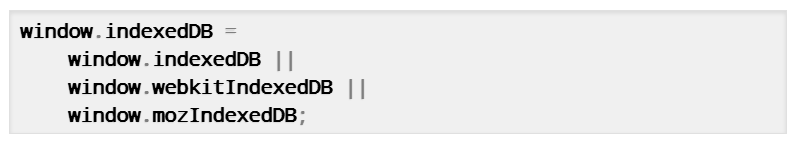 window.indexedDB =
    window.indexedDB ||
    window.webkitIndexedDB ||
    window.mozIndexedDB;